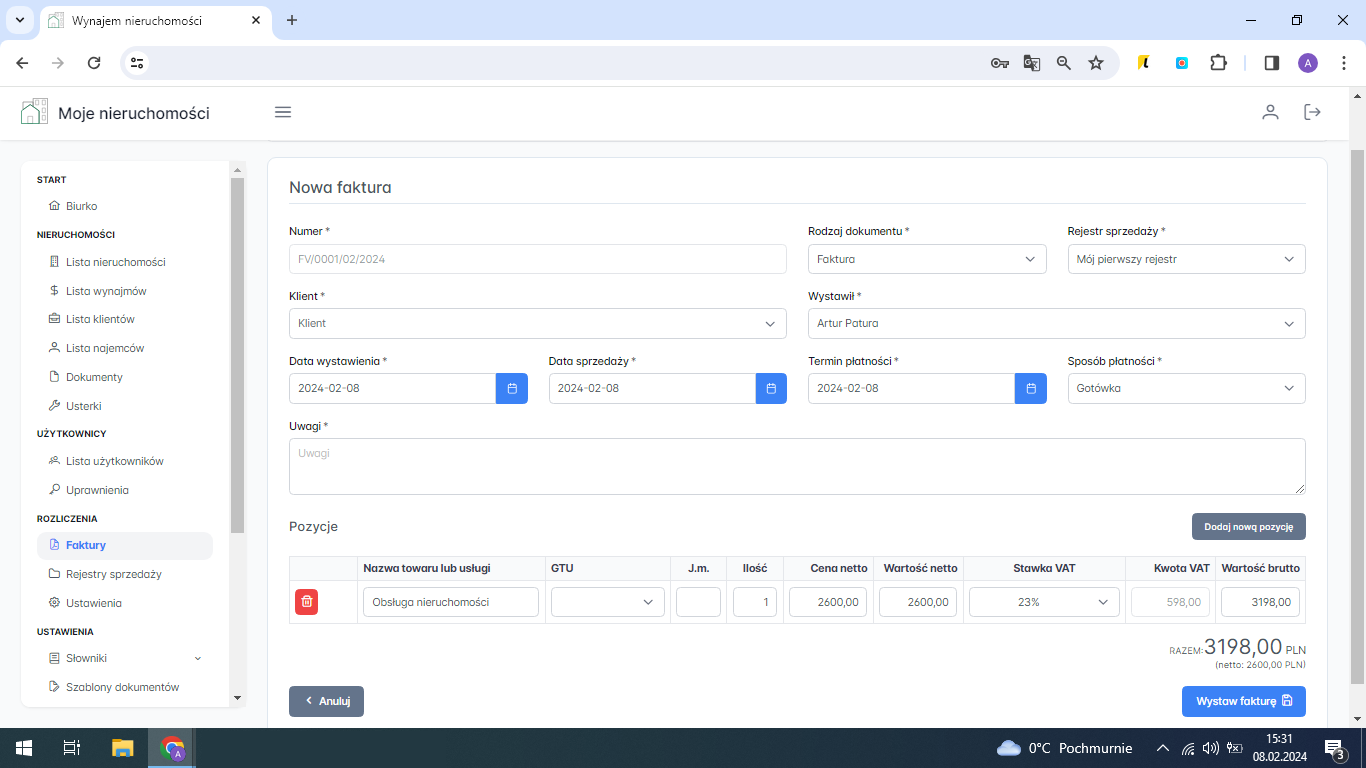 Wynajem nieruchomości
A
Moje nieruchomości
START
Biurko
NIERUCHOMOŚCI
Lista nieruchomości
Lista wynajmów
Lista klientów
Lista najemców
Dokumenty
Usterki
UŻYTKOWNICY
Lista użytkowników
Uprawnienia
ROZLICZENIA
Faktury
Rejestry sprzedaży
Ustawienia
USTAWIENIA
Słowniki
Szablony dokumentów
Nowa faktura
Numer * Rodzaj dokumentu * Rejestr sprzedaży *
FV/0001/02/2024 Faktura Mój pierwszy rejestr
Klient * Wystawił *
Klient Artur Patura
Data wystawienia * Data sprzedaży * Termin płatności * Sposób płatności *
2024-02-08 2024-02-08 2024-02-08 Gotówka
Uwagi *
Uwagi
Pozycje Dodaj nową pozycję
Nazwa towaru lub usługi GTU J.m. Ilość Cena netto Wartość netto Stawka VAT Kwota VAT Wartość brutto
Obsługa nieruchomości 1 2600,00 2600,00 23% 598,00 3198,00
RAZEM:3198,00 PLN
(netto: 2600,00 PLN)
Anuluj Wystaw fakturę
A
0°C Pochmurnie
15:31
08.02.2024
3